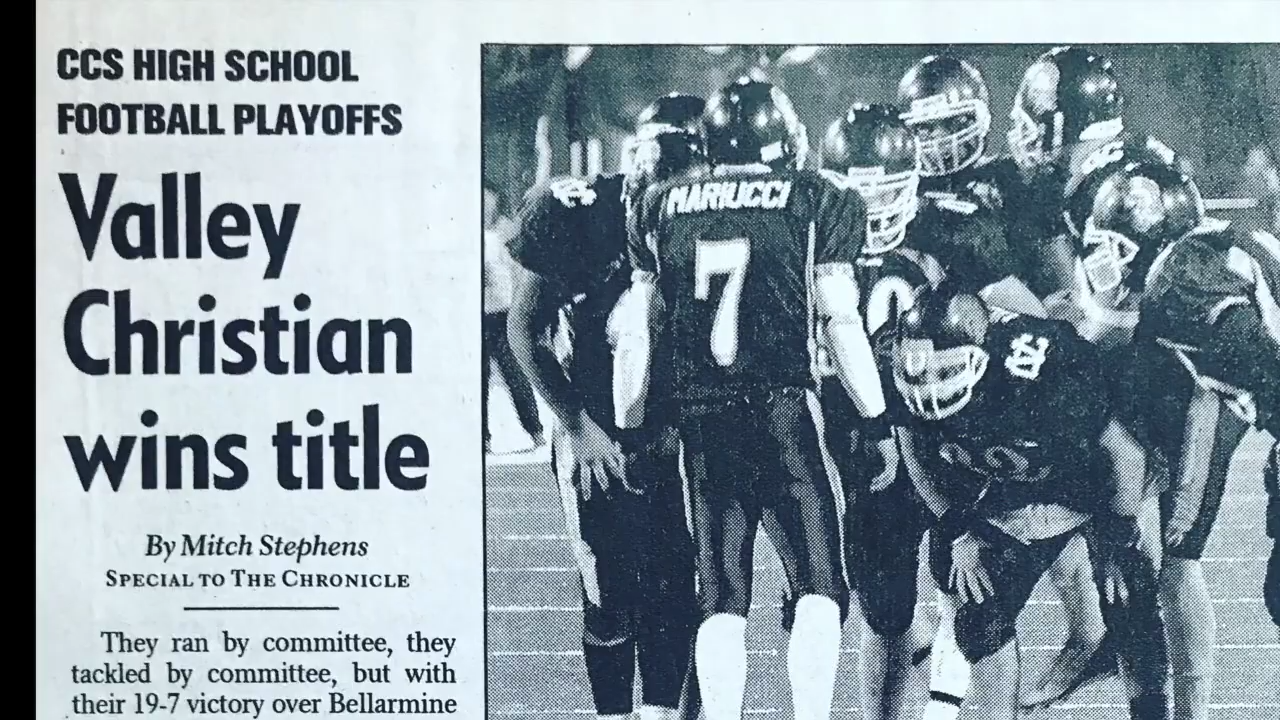 CCS HIGH SCHOOL
FOOTBALL PLAYOFFS
Valley
Christian
wins title
By Mitch Stephens
SPECIAL TO THE CHRONICLE
They ran by committee, they
tackled by committee, but with
their 19-7 victory over Bellarmine
MARIUCCI
7